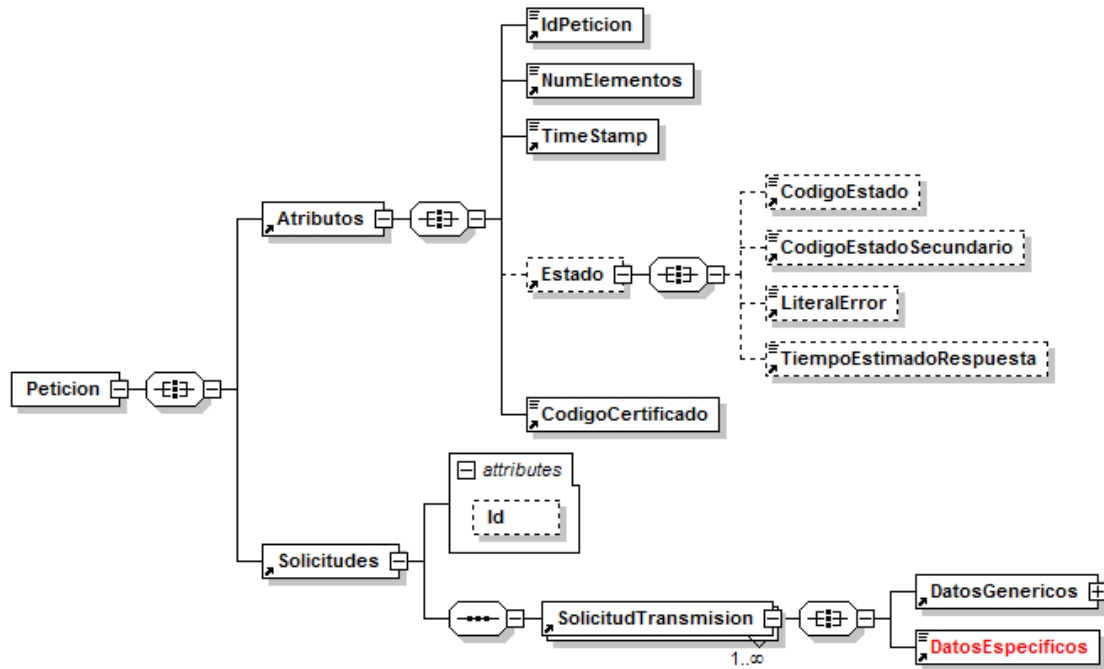 IdPeticion
NumElementos
TimeStamp
CodigoEstado
Atributos
CodigoEstadoSecundario
Estado
LiteralError
TiempoEstimadoRespuesta
Peticion
CodigoCertificado
attributes
Id
Solicitudes
DatosGenericos
SolicitudTransmision
DatosEspecificos
1..∞